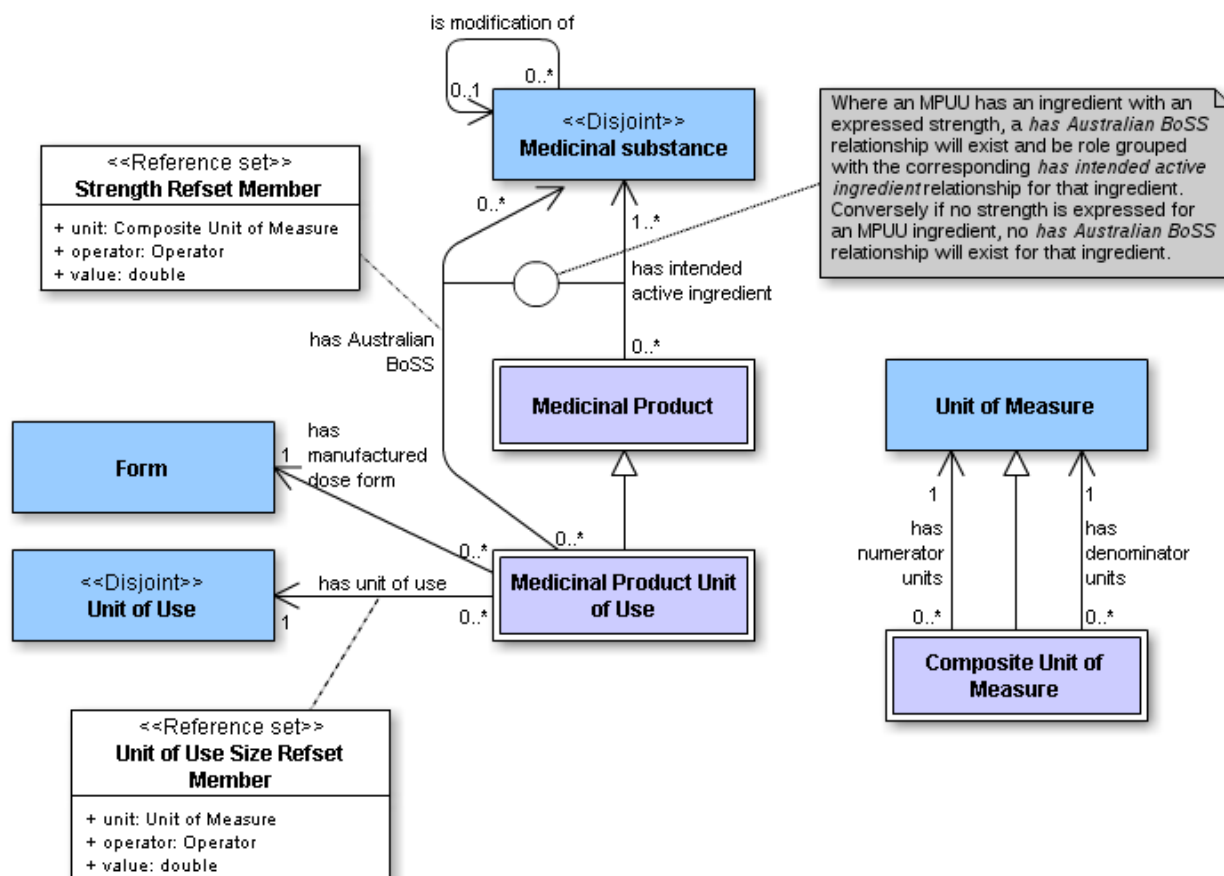 is modification of
0..1
0..*
<<Disjoint>>
Medicinal substance
Where an MPUU has an ingredient with an
expressed strength, a has Australian BoSS
relationship will exist and be role grouped
with the corresponding has intended active
ingredient relationship for that ingredient.
Conversely if no strength is expressed for
an MPUU ingredient, no has Australian BoSS
relationship will exist for that ingredient.
<<Reference set>>
Strength Refset Member
+ unit: Composite Unit of Measure
+ operator: Operator
+ value: double
0..*
1..*
has intended
active ingredient
has Australian
BoSS
0..*
Medicinal Product
Unit of Measure
Form
1
has
manufactured
dose form
0..*
0..*
1
1
has
numerator
units
has
denominator
units
0..*
0..*
<<Disjoint>>
Unit of Use
has unit of use
1
0..*
Medicinal Product Unit
of Use
Composite Unit of
Measure
<<Reference set>>
Unit of Use Size Refset
Member
+ unit: Unit of Measure
+ operator: Operator
+ value: double